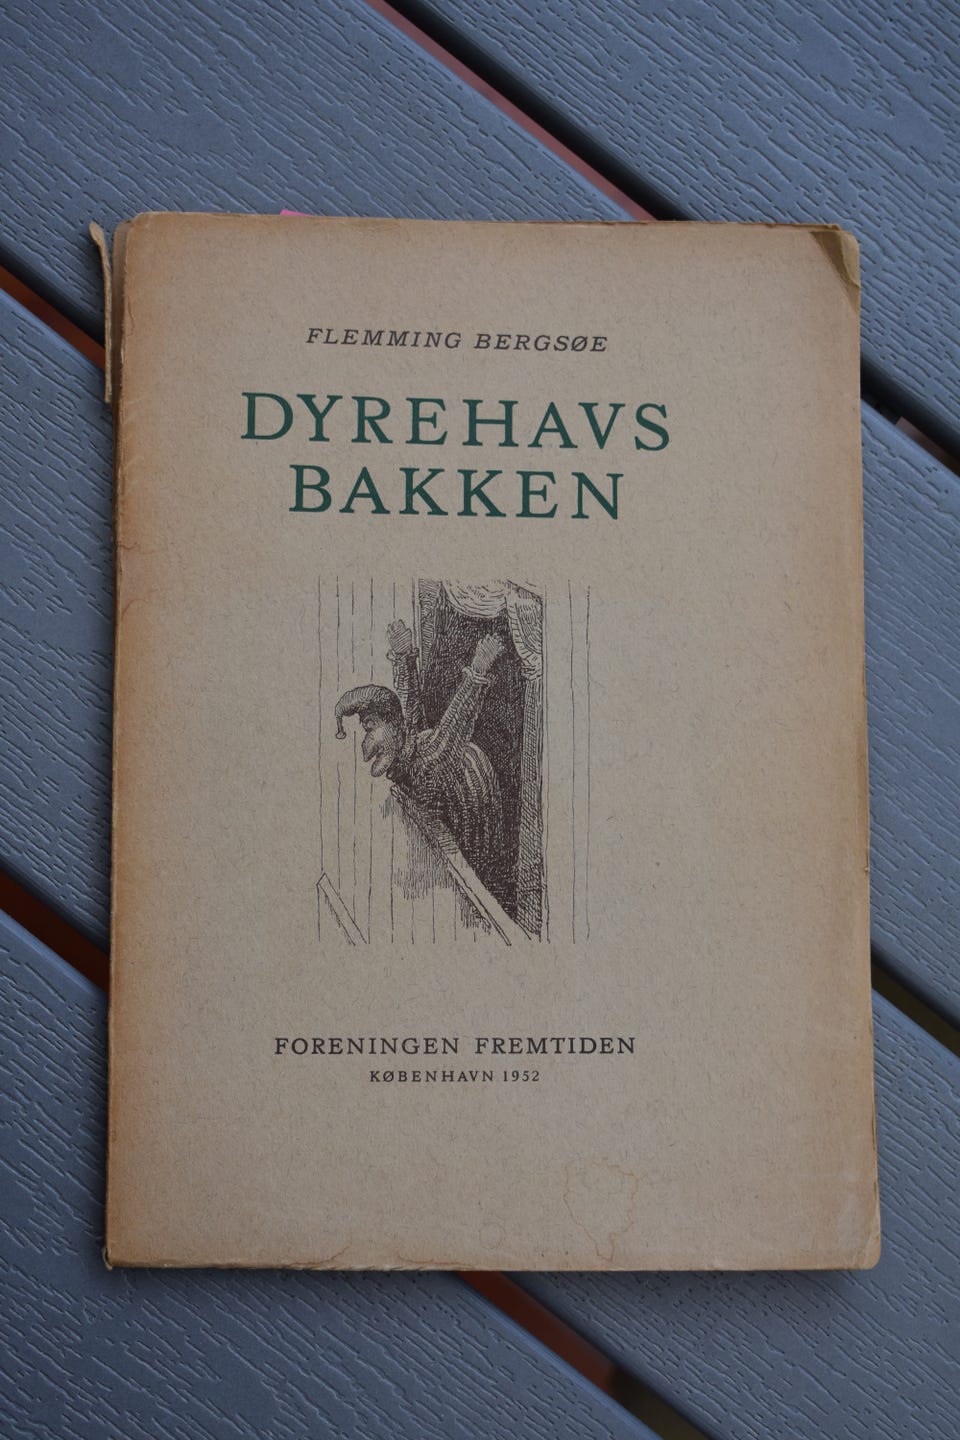 FLEMMING BERGSØE
DYREHAVS
BAKKEN
FORENINGEN FREMTIDEN
KØBENHAVN 1952